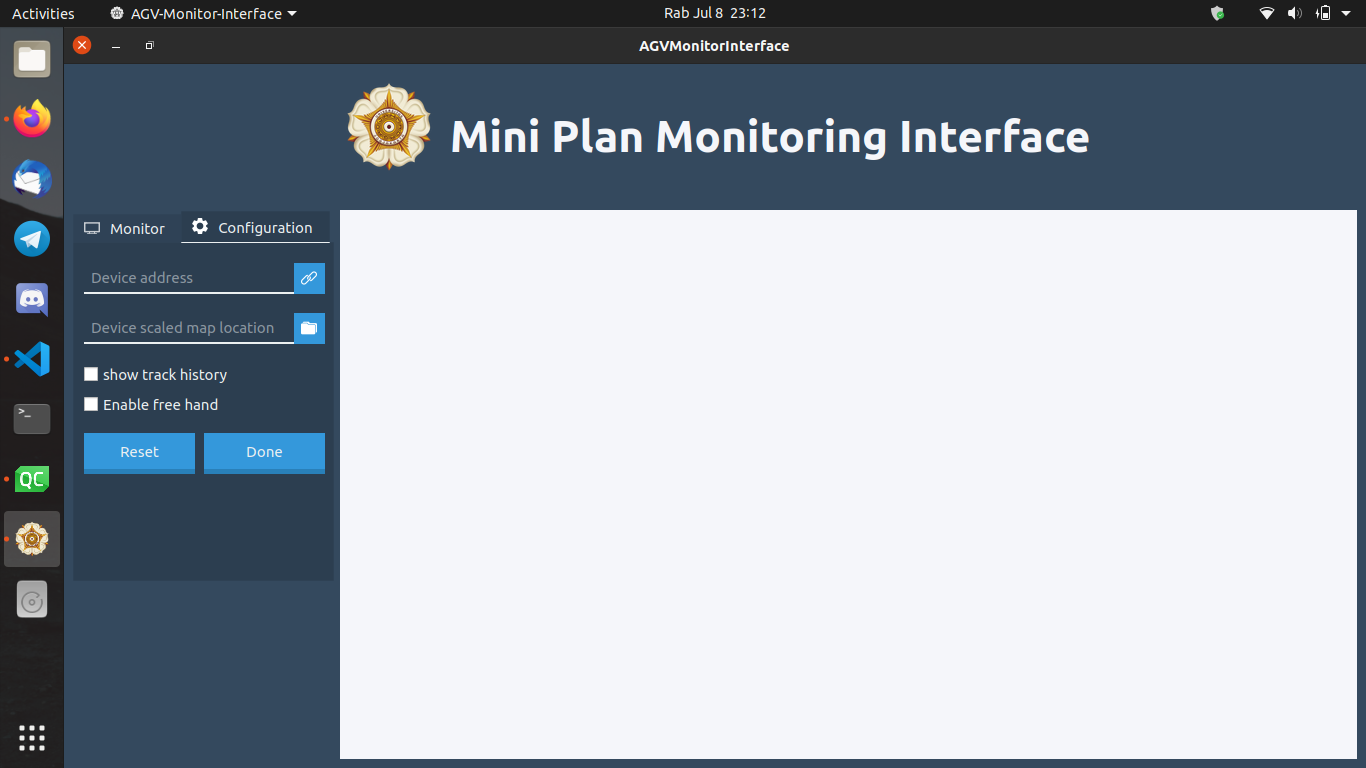 Activities AGV-Monitor-Interface Rab Jul 8 23:12
AGVMonitorInterface
Mini Plan Monitoring Interface
Monitor Configuration
Device address
Device scaled map location
show track history
Enable free hand
Reset Done
>_
QC